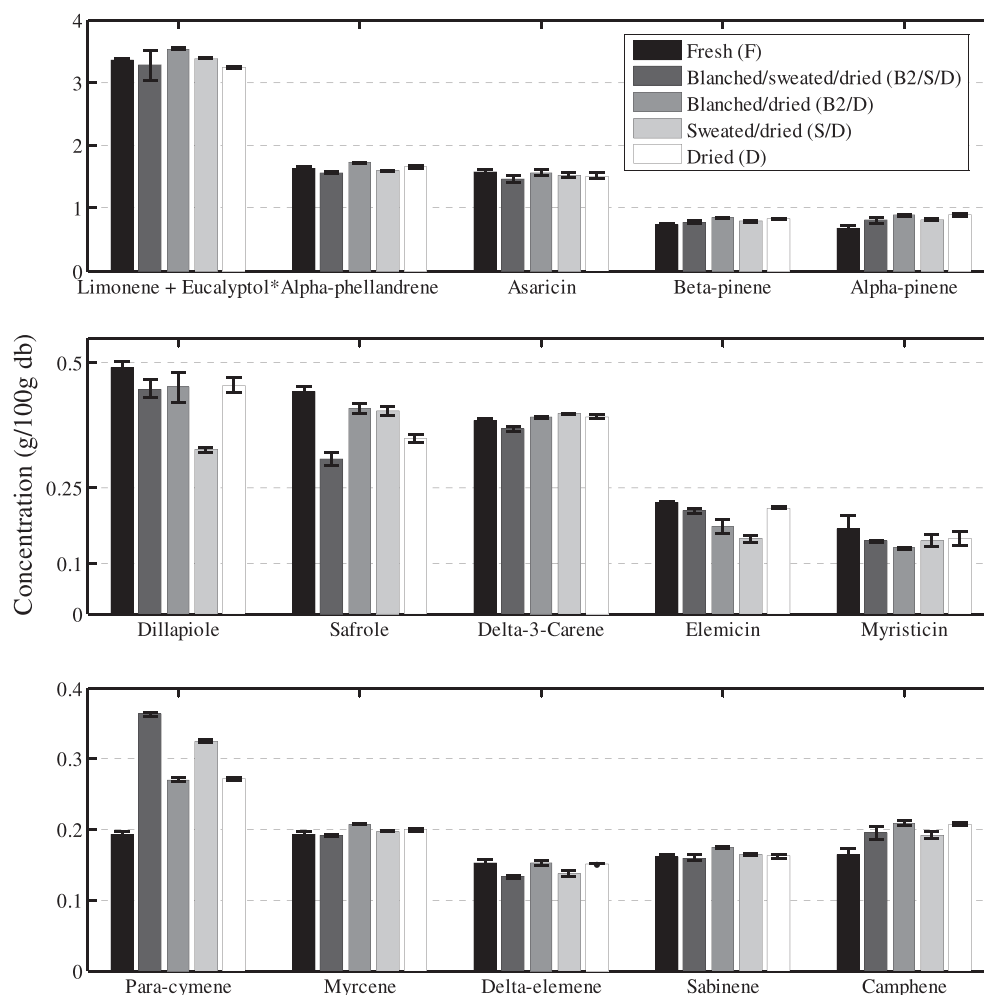 4
3
2
1
0
Fresh (F)
Blanched/sweated/dried (B2/S/D)
Blanched/dried (B2/D)
Sweated/dried (S/D)
Dried (D)
Limonene + Eucalyptol* Alpha-phellandrene Asaricin Beta-pinene Alpha-pinene
Concentration (g/100g db)
0.5
0.25
0.1
0
Dillapiole Safrole Delta-3-Carene Elemicin Myristicin
0.4
0.3
0.2
0.1
0
Para-cymene Myrcene Delta-elemene Sabinene Camphene